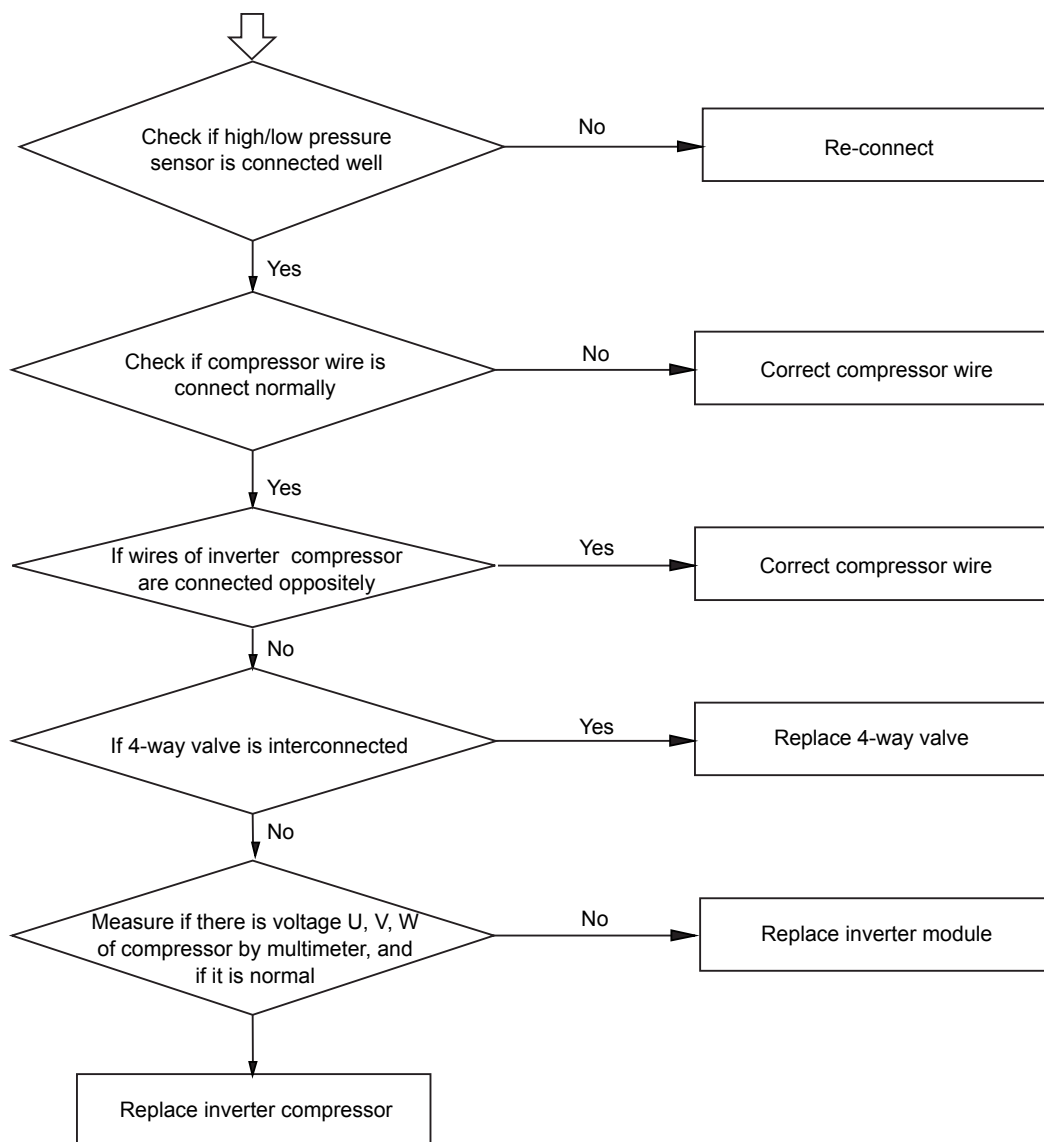 Check if high/low pressure
sensor is connected well
No
Re-connect
Yes
Check if compressor wire is
connect normally
No
Correct compressor wire
Yes
If wires of inverter compressor
are connected oppositely
Yes
Correct compressor wire
No
If 4-way valve is interconnected
Yes
Replace 4-way valve
No
Measure if there is voltage U, V, W
of compressor by multimeter, and
if it is normal
No
Replace inverter module
Replace inverter compressor